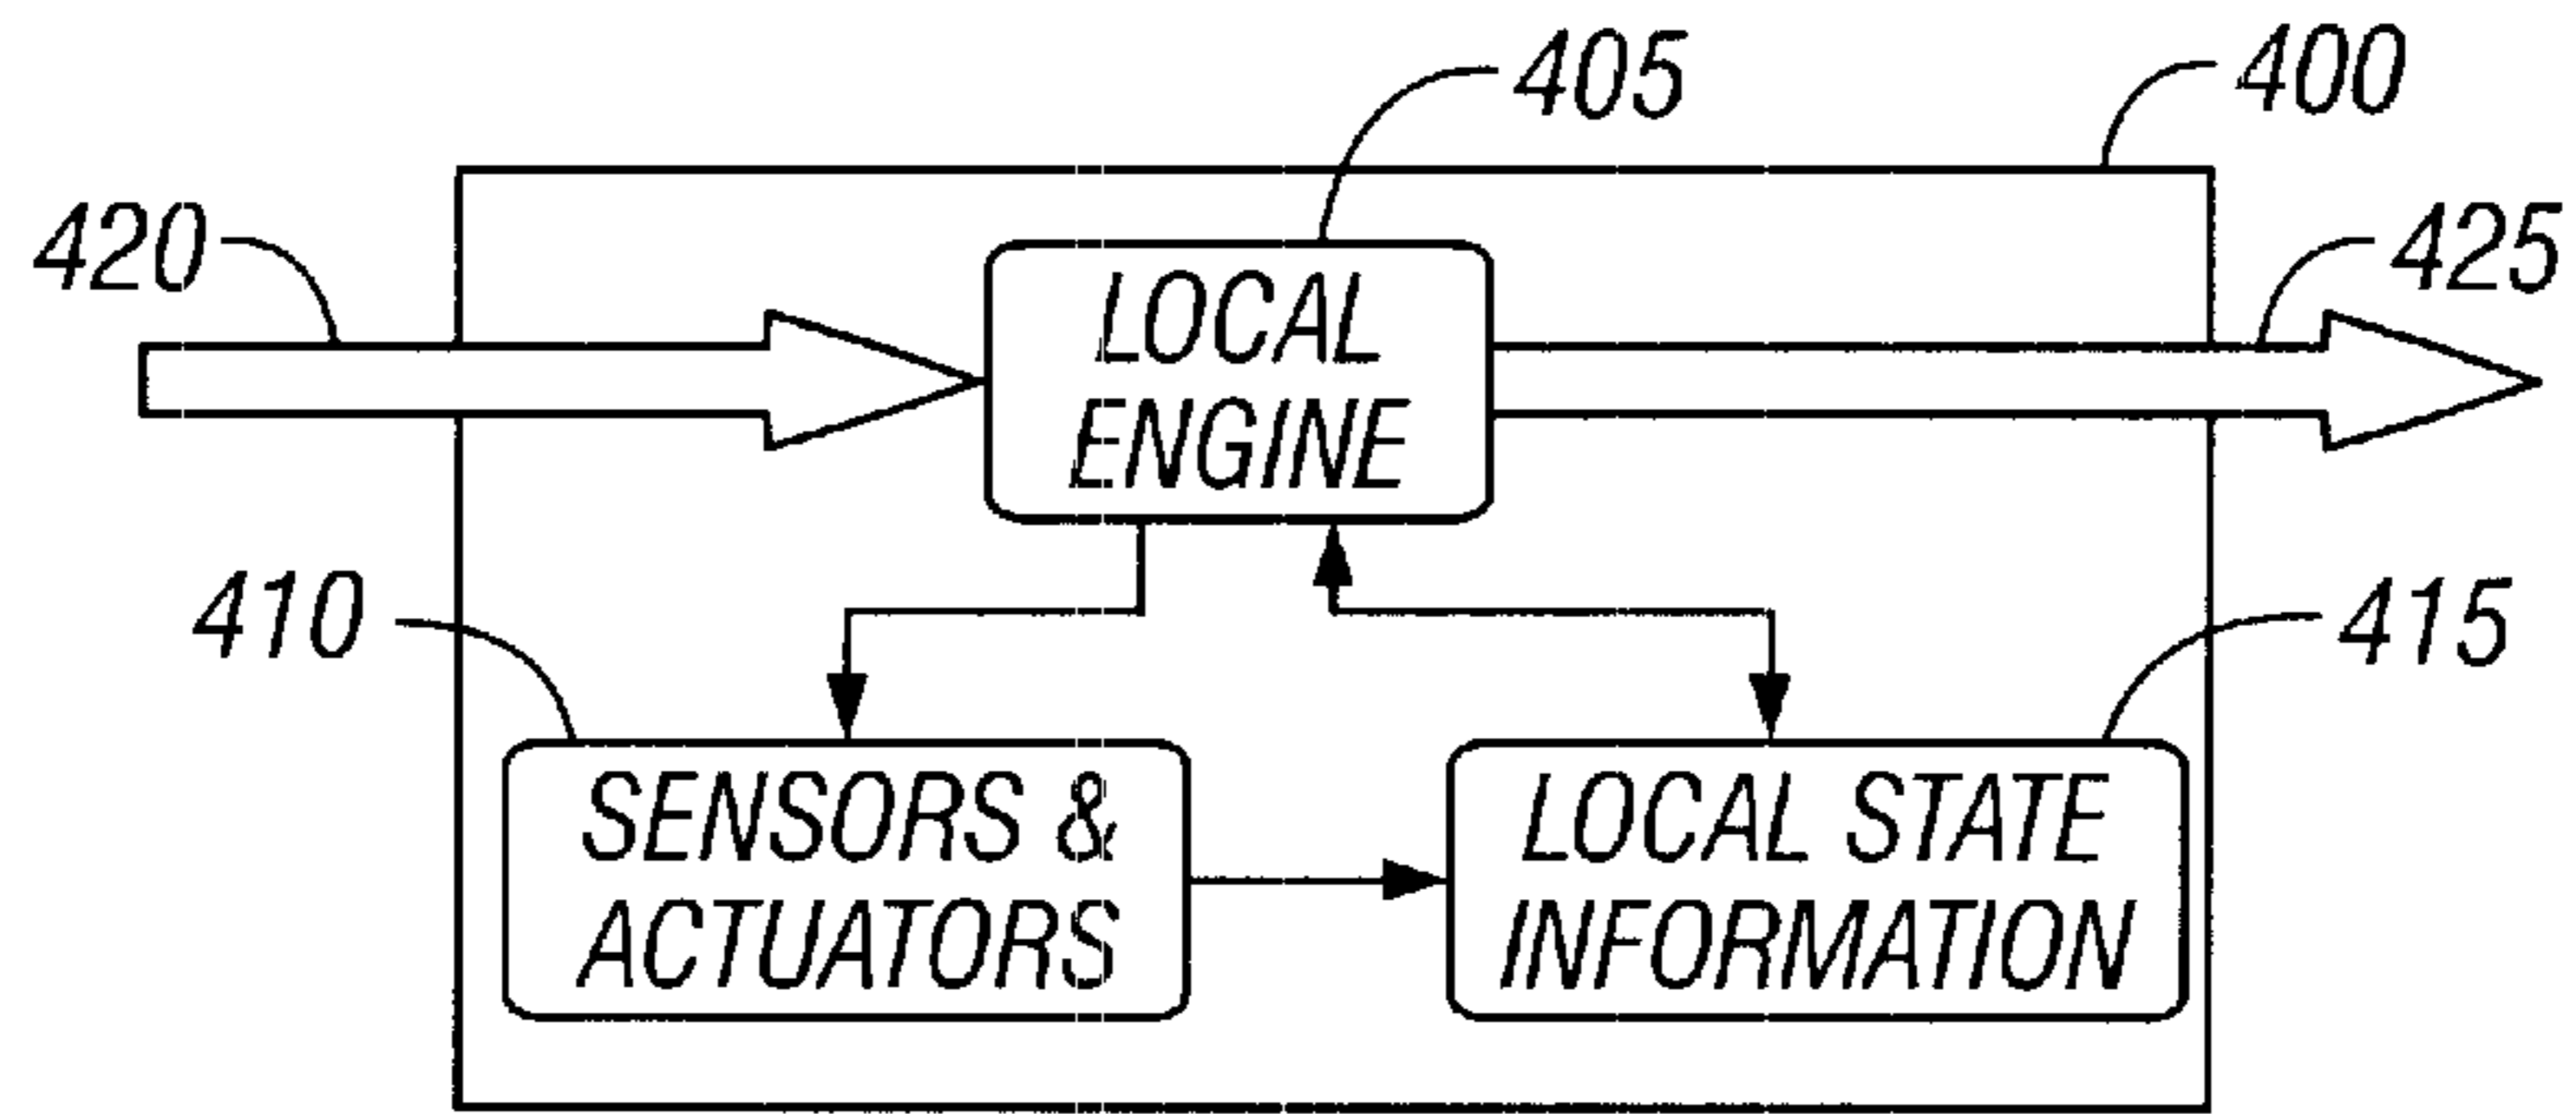 405
400
420
LOCAL
ENGINE
425
410
415
SENSORS &
ACTUATORS
LOCAL STATE
INFORMATION